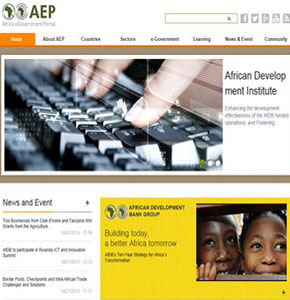 AEP
Africa eGovernment Portal
Home
About AEP
Countries
Sectors
e-Government
Learning
News & Event
Community
African Develop
ment Institute
Enhancing the development
effectiveness of the AfDB funded
operations, and Fostering...
News and Event +
Two Businesses from Cote d'Ivoire and Tanzania Win
Grants from the Agriculture...
AfDB to participate in Rwanda ICT and Innovation
Summit
Border Posts, Checkpoints and Intra-African Trade:
Challenges and Solutions
AFRICAN DEVELOPMENT
BANK GROUP
Building today,
a better Africa tomorrow
AfDB's Ten Year Strategy for Africa's
Transformation